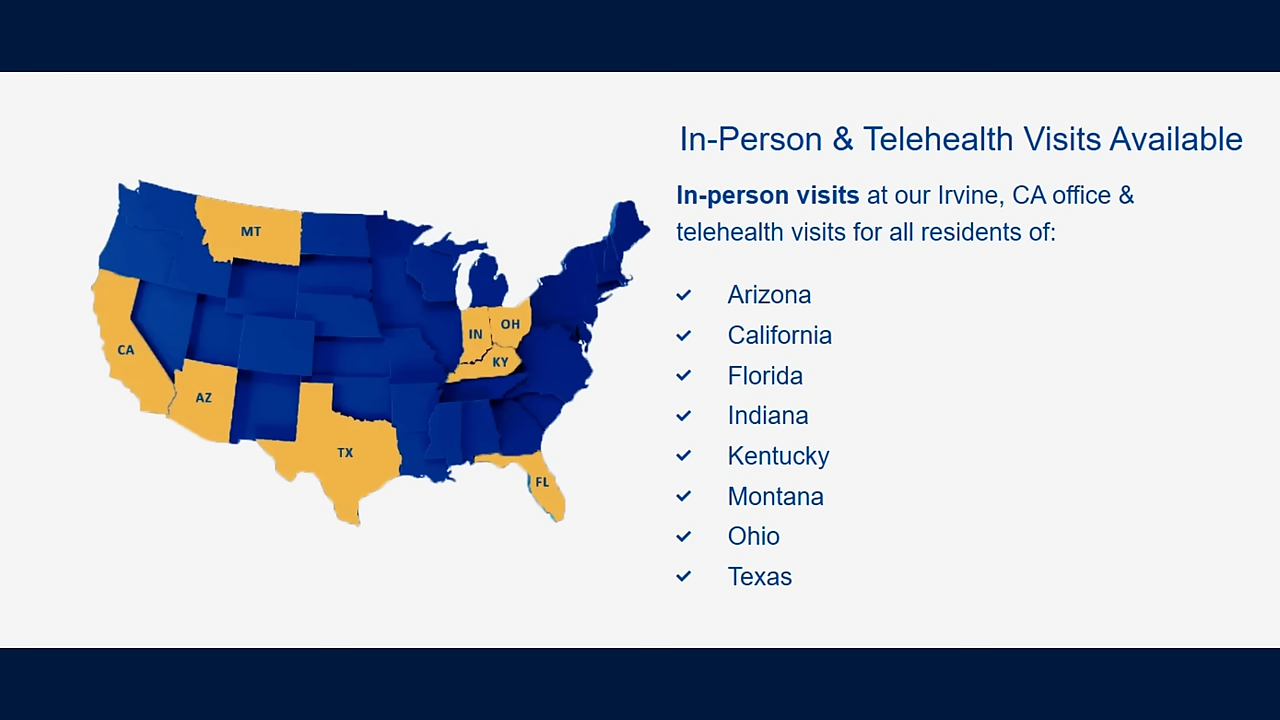 In-Person & Telehealth Visits Available
In-person visits at our Irvine, CA office &
telehealth visits for all residents of:
Arizona
California
Florida
Indiana
Kentucky
Montana
Ohio
Texas
MT
CA
AZ
TX
IN
OH
KY
FL